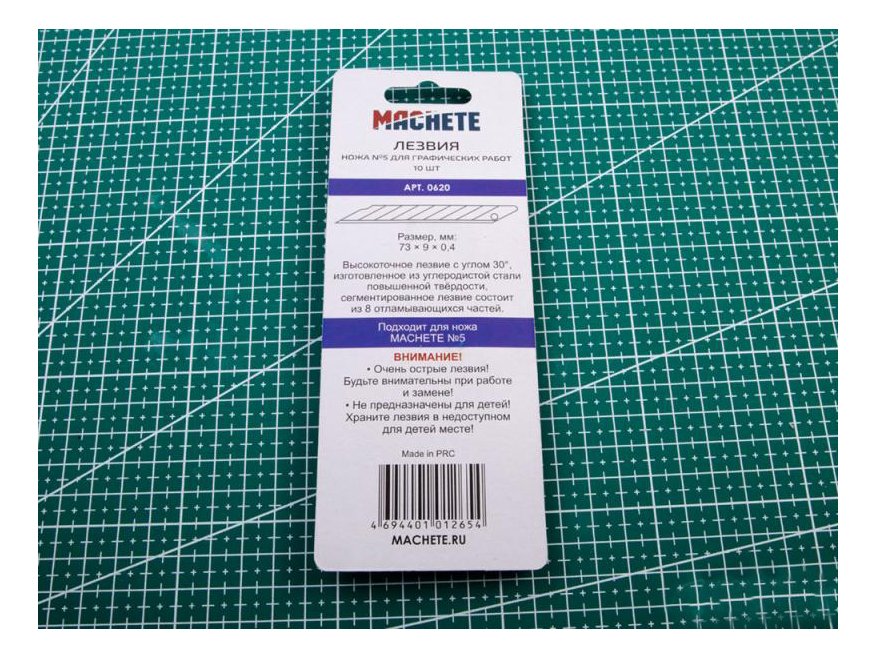 MACHETE
ЛЕЗВИЯ
НОЖА №5 ДЛЯ ГРАФИЧЕСКИХ РАБОТ
10 ШТ
АРТ. 0620
Размер, мм:
73 × 9 × 0,4
Высокоточное лезвие с углом 30°,
изготовленное из углеродистой стали
повышенной твёрдости,
сегментированное лезвие состоит
из 8 отламывающихся частей.
Подходит для ножа
MACHETE №5
ВНИМАНИЕ!
• Очень острые лезвия!
Будьте внимательны при работе
и замене!
• Не предназначены для детей!
Храните лезвия в недоступном
для детей месте!
Made in PRC
4 694401 012654
MACHETE.RU